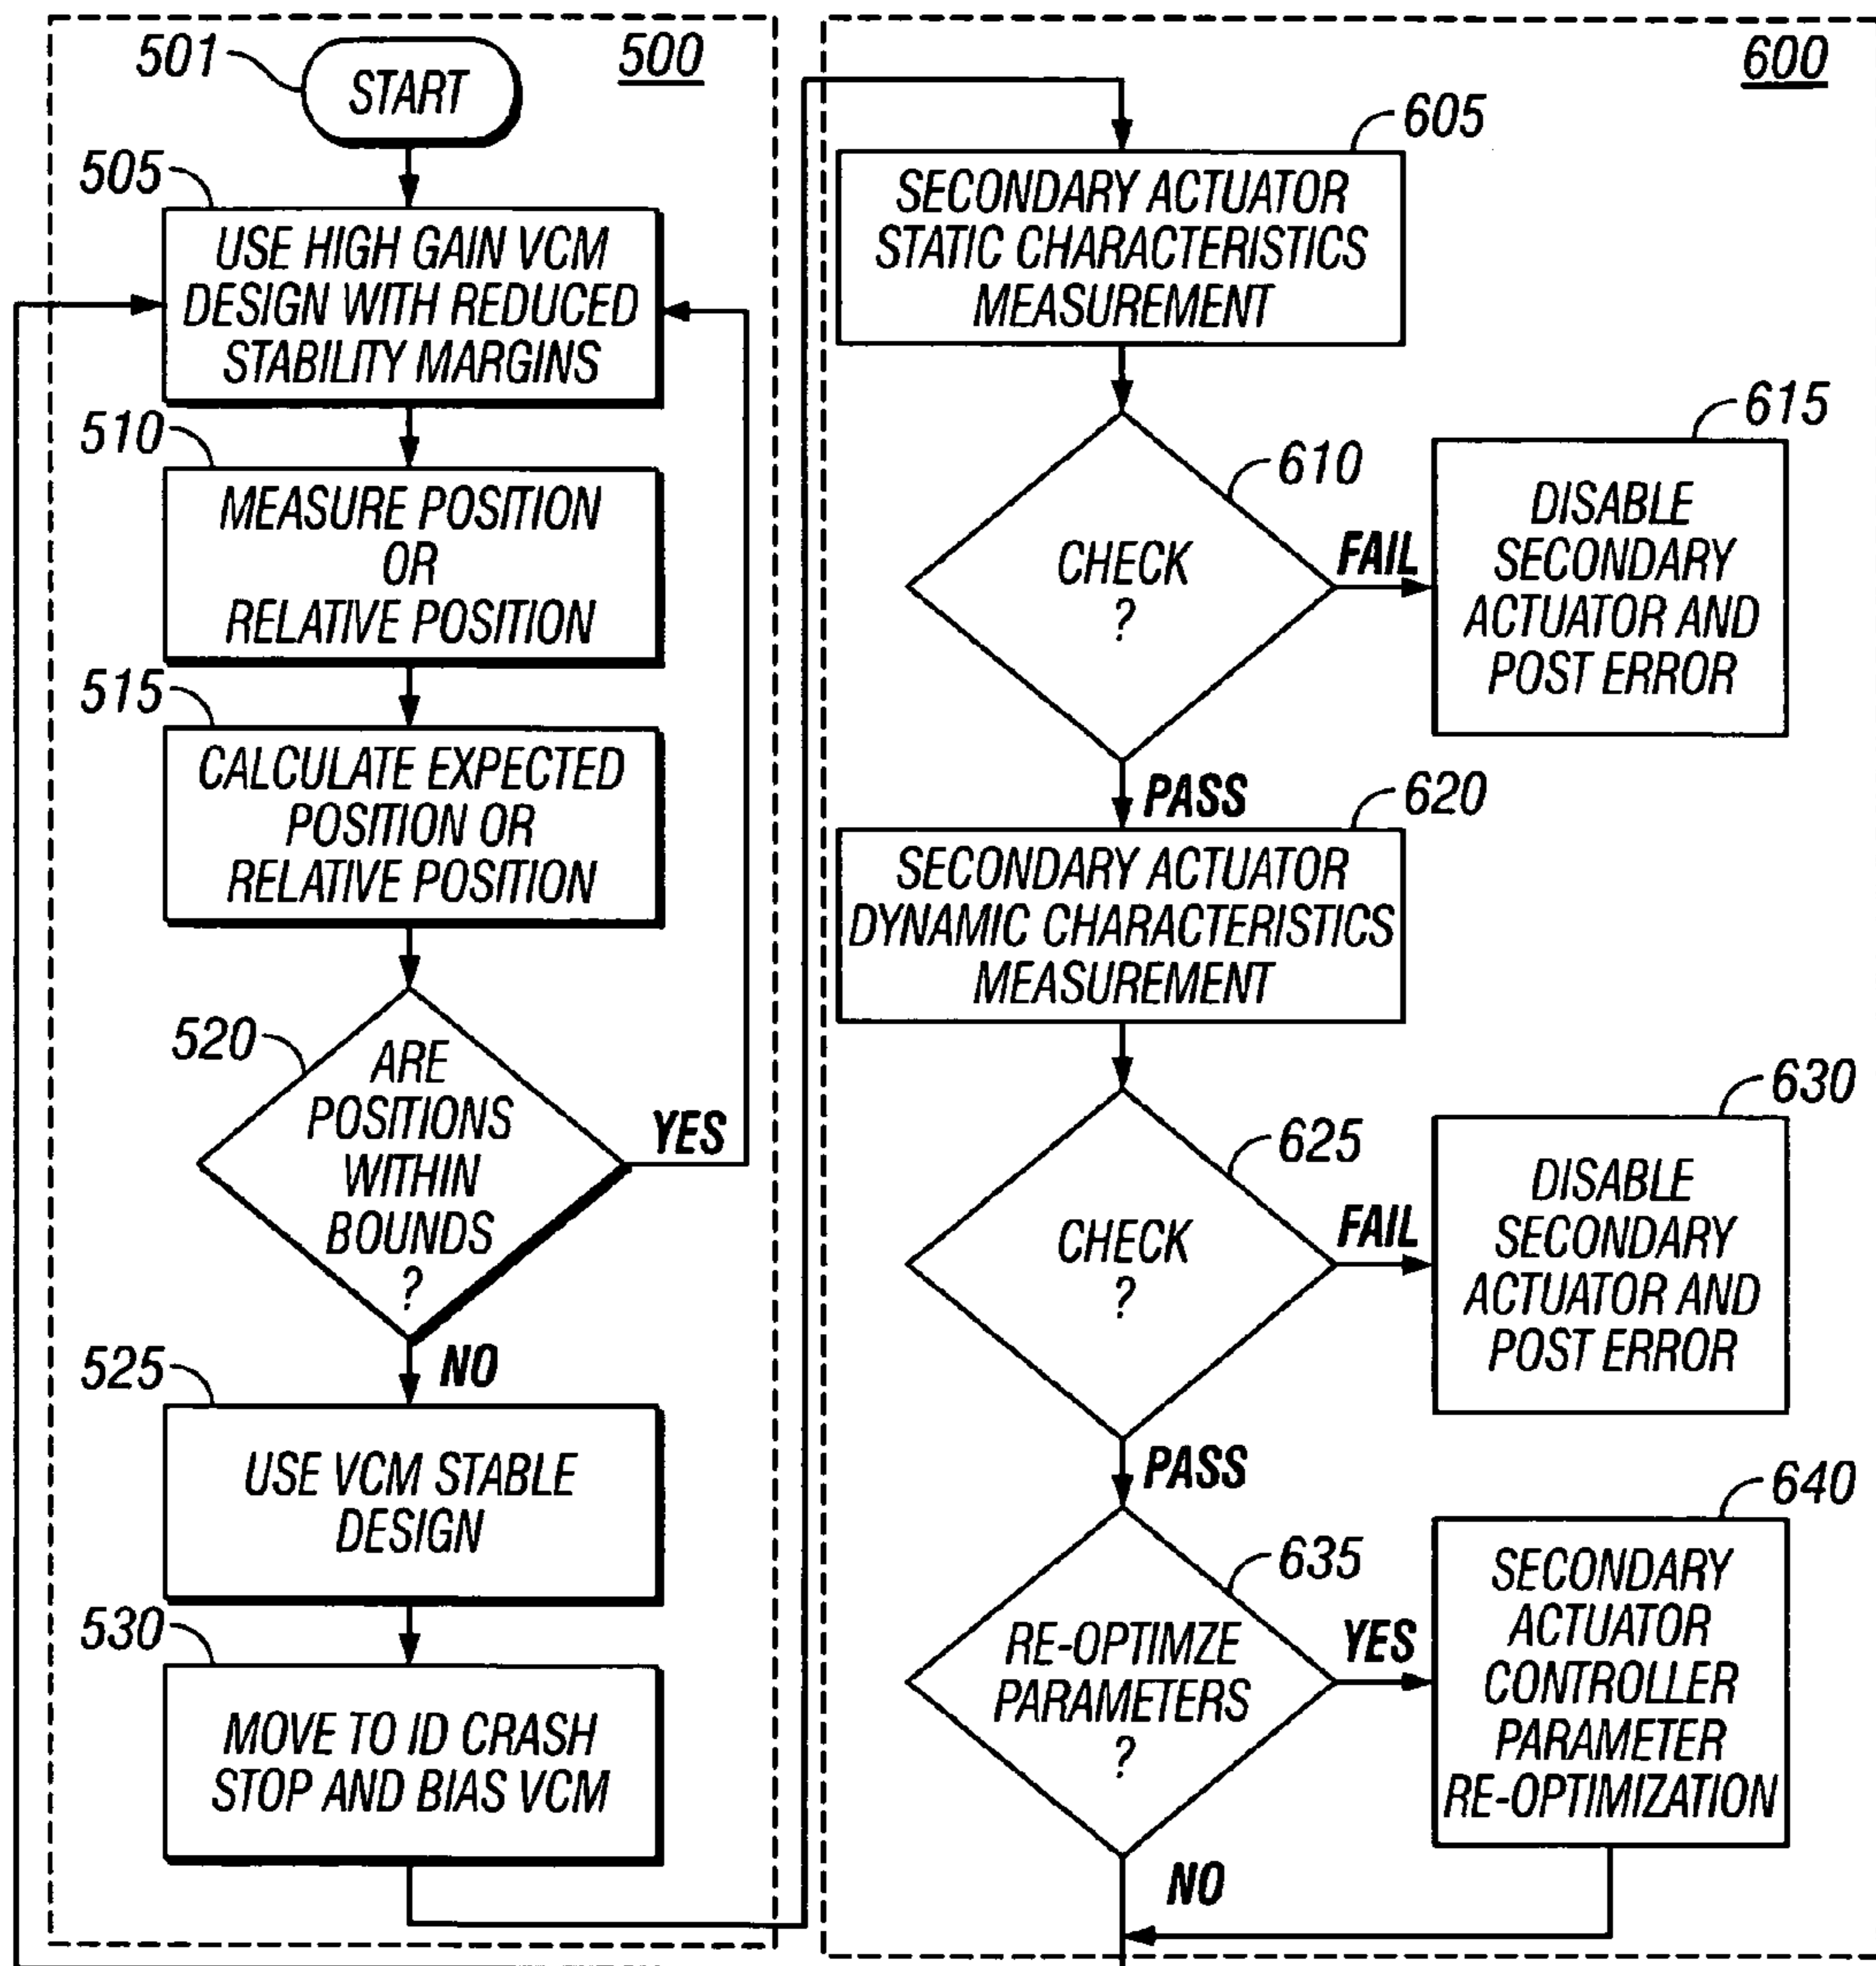 501
START
500
505
USE HIGH GAIN VCM
DESIGN WITH REDUCED
STABILITY MARGINS
510
MEASURE POSITION
OR
RELATIVE POSITION
515
CALCULATE EXPECTED
POSITION OR
RELATIVE POSITION
520
ARE
POSITIONS
WITHIN
BOUNDS
?
YES
NO
525
USE VCM STABLE
DESIGN
530
MOVE TO ID CRASH
STOP AND BIAS VCM
600
605
SECONDARY ACTUATOR
STATIC CHARACTERISTICS
MEASUREMENT
610
CHECK
?
FAIL
615
DISABLE
SECONDARY
ACTUATOR AND
POST ERROR
PASS
620
SECONDARY ACTUATOR
DYNAMIC CHARACTERISTICS
MEASUREMENT
625
CHECK
?
FAIL
630
DISABLE
SECONDARY
ACTUATOR AND
POST ERROR
PASS
635
RE-OPTIMZE
PARAMETERS
?
YES
640
SECONDARY
ACTUATOR
CONTROLLER
PARAMETER
RE-OPTIMIZATION
NO